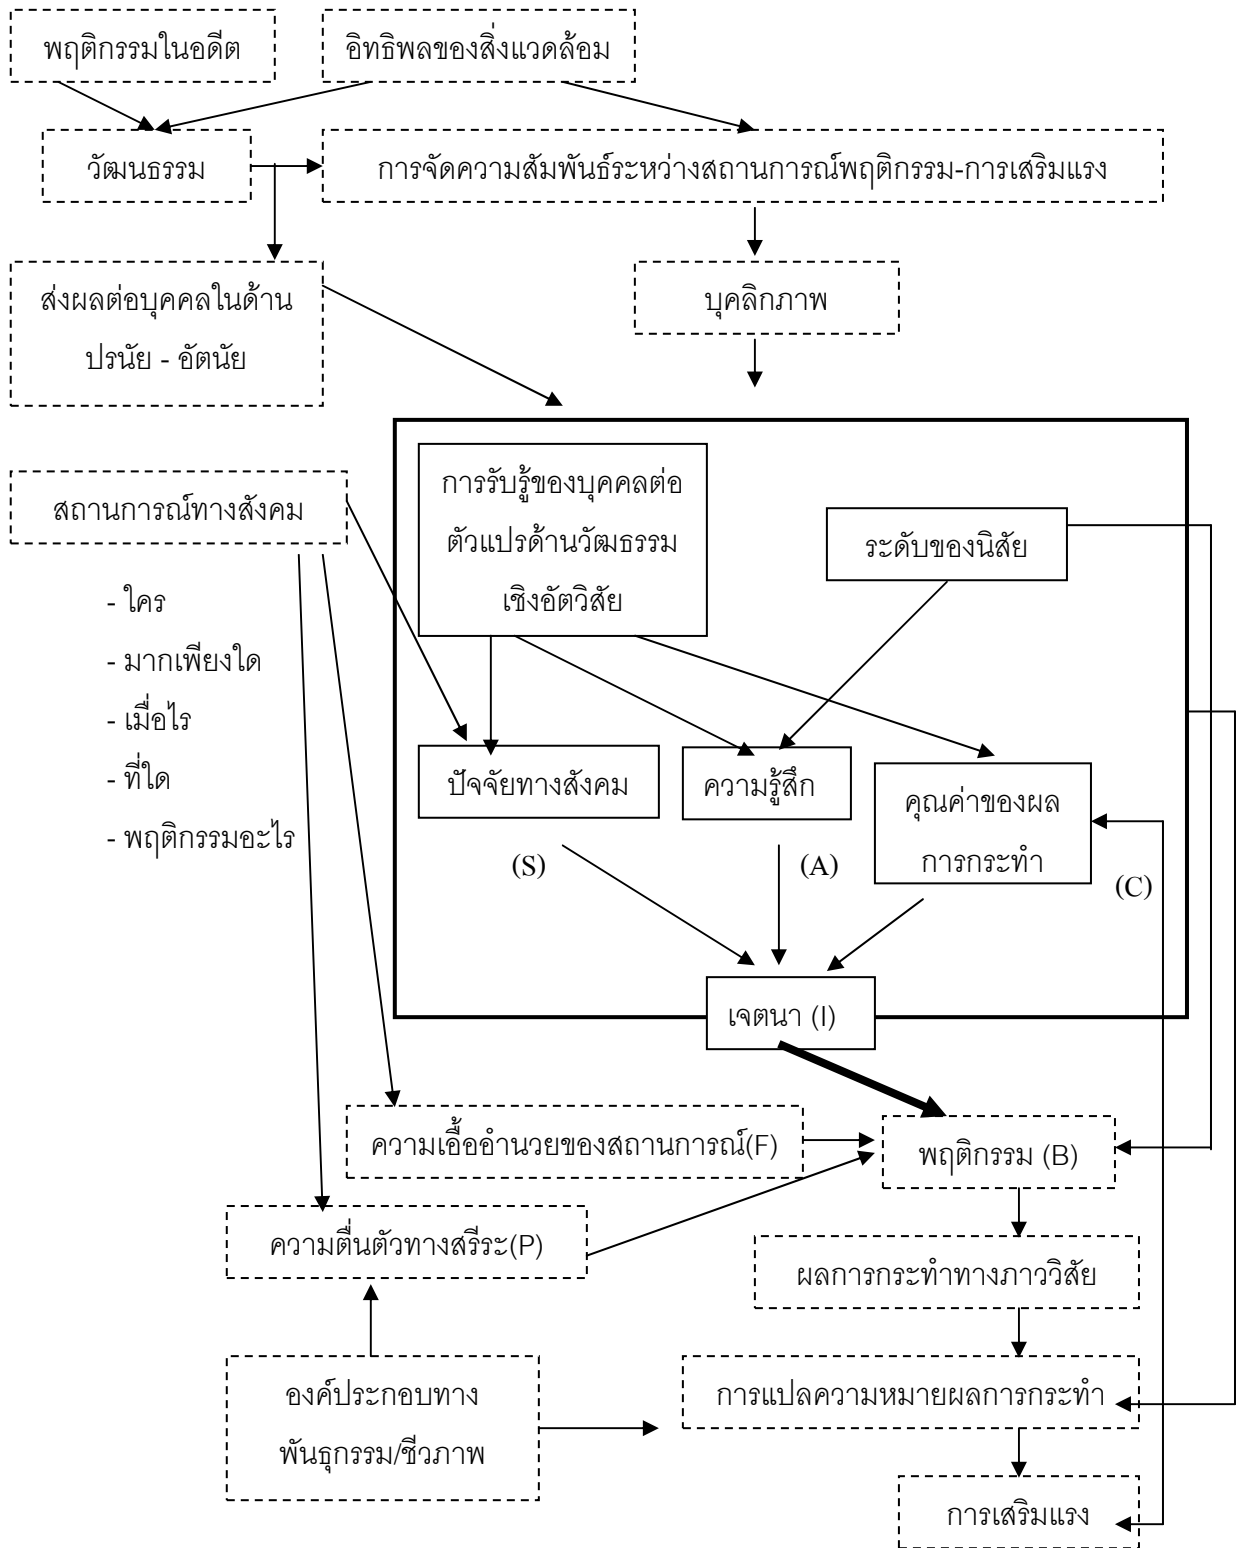 พฤติกรรมในอดีต
อิทธิพลของสิ่งแวดล้อม
วัฒนธรรม
การจัดความสัมพันธ์ระหว่างสถานการณ์พฤติกรรม-การเสริมแรง
ส่งผลต่อบุคคลในด้าน
ปรนัย - อัตนัย
บุคลิกภาพ
สถานการณ์ทางสังคม
- ใคร
- มากเพียงใด
- เมื่อไร
- ที่ใด
- พฤติกรรมอะไร
การรับรู้ของบุคคลต่อ
ตัวแปรด้านวัฒธรรม
เชิงอัตวิสัย
ระดับของนิสัย
ปัจจัยทางสังคม
ความรู้สึก
คุณค่าของผล
การกระทำ
(S)
(A)
(C)
เจตนา (I)
ความเอื้ออำนวยของสถานการณ์(F)
พฤติกรรม (B)
ความตื่นตัวทางสรีระ(P)
ผลการกระทำทางภาววิสัย
องค์ประกอบทาง
พันธุกรรม/ชีวภาพ
การแปลความหมายผลการกระทำ
การเสริมแรง